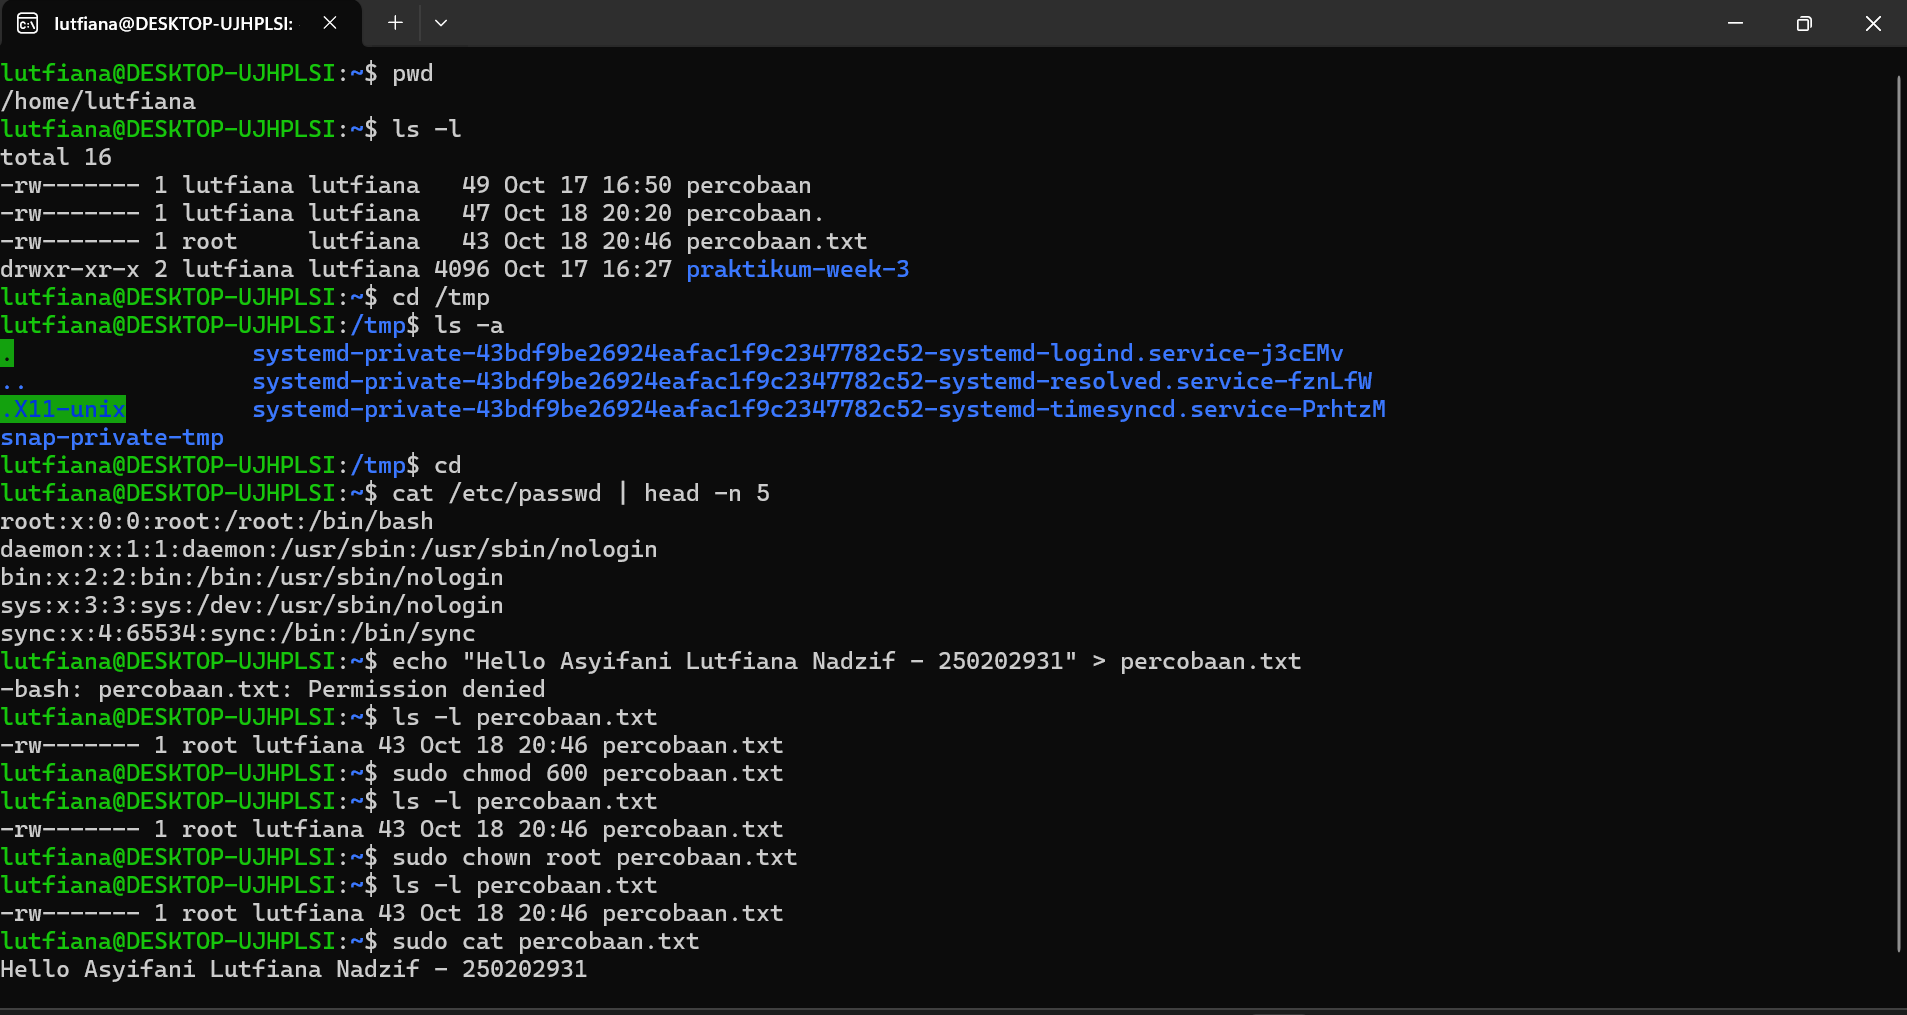 lutfiana@DESKTOP-UJHPLSI:
lutfiana@DESKTOP-UJHPLSI:~$ pwd
/home/lutfiana
lutfiana@DESKTOP-UJHPLSI:~$ ls -l
total 16
-rw------- 1 lutfiana lutfiana   49 Oct 17 16:50 percobaan
-rw------- 1 lutfiana lutfiana   47 Oct 18 20:20 percobaan.
-rw------- 1 root     lutfiana   43 Oct 18 20:46 percobaan.txt
drwxr-xr-x 2 lutfiana lutfiana 4096 Oct 17 16:27 praktikum-week-3
lutfiana@DESKTOP-UJHPLSI:~$ cd /tmp
lutfiana@DESKTOP-UJHPLSI:/tmp$ ls -a
.                 systemd-private-43bdf9be26924eafac1f9c2347782c52-systemd-logind.service-j3cEMv
..                systemd-private-43bdf9be26924eafac1f9c2347782c52-systemd-resolved.service-fznLfW
.X11-unix         systemd-private-43bdf9be26924eafac1f9c2347782c52-systemd-timesyncd.service-PrhtzM
snap-private-tmp
lutfiana@DESKTOP-UJHPLSI:/tmp$ cd
lutfiana@DESKTOP-UJHPLSI:~$ cat /etc/passwd | head -n 5
root:x:0:0:root:/root:/bin/bash
daemon:x:1:1:daemon:/usr/sbin:/usr/sbin/nologin
bin:x:2:2:bin:/bin:/usr/sbin/nologin
sys:x:3:3:sys:/dev:/usr/sbin/nologin
sync:x:4:65534:sync:/bin:/bin/sync
lutfiana@DESKTOP-UJHPLSI:~$ echo "Hello Asyifani Lutfiana Nadzif - 250202931" > percobaan.txt
-bash: percobaan.txt: Permission denied
lutfiana@DESKTOP-UJHPLSI:~$ ls -l percobaan.txt
-rw------- 1 root lutfiana 43 Oct 18 20:46 percobaan.txt
lutfiana@DESKTOP-UJHPLSI:~$ sudo chmod 600 percobaan.txt
lutfiana@DESKTOP-UJHPLSI:~$ ls -l percobaan.txt
-rw------- 1 root lutfiana 43 Oct 18 20:46 percobaan.txt
lutfiana@DESKTOP-UJHPLSI:~$ sudo chown root percobaan.txt
lutfiana@DESKTOP-UJHPLSI:~$ ls -l percobaan.txt
-rw------- 1 root lutfiana 43 Oct 18 20:46 percobaan.txt
lutfiana@DESKTOP-UJHPLSI:~$ sudo cat percobaan.txt
Hello Asyifani Lutfiana Nadzif - 250202931